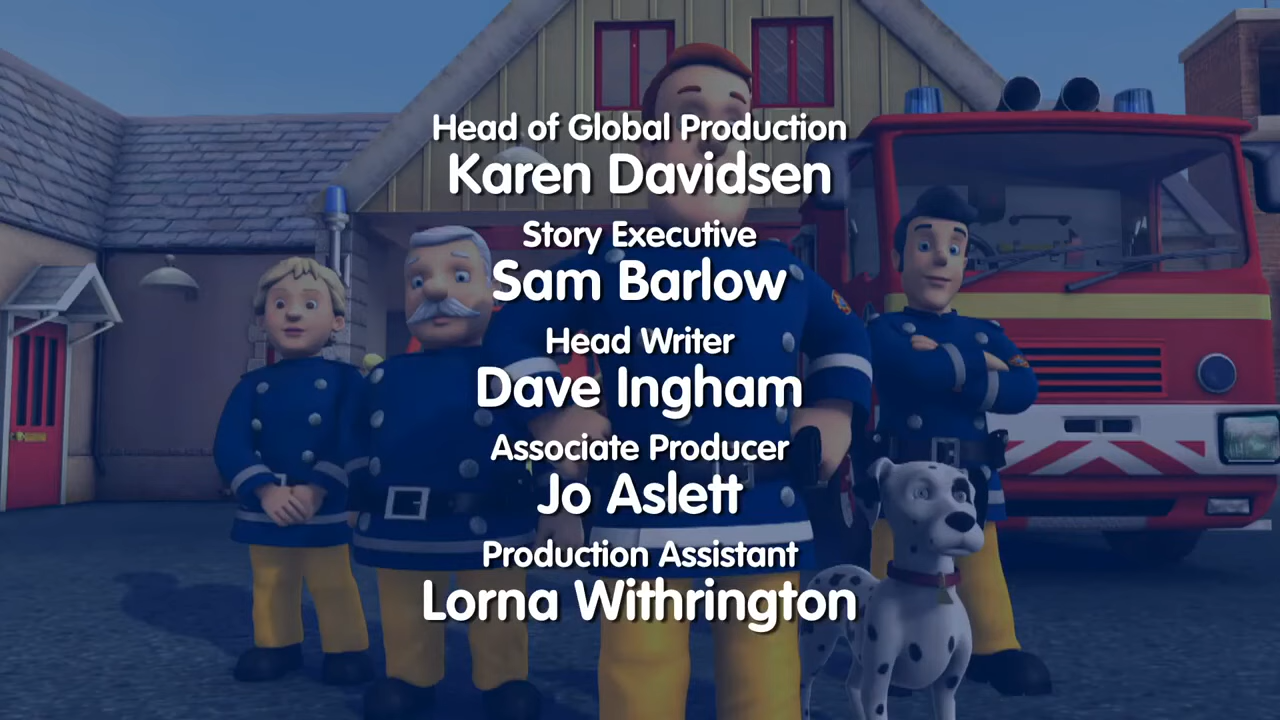 Head of Global Production
Karen Davidsen
Story Executive
Sam Barlow
Head Writer
Dave Ingham
Associate Producer
Jo Aslett
Production Assistant
Lorna Withrington